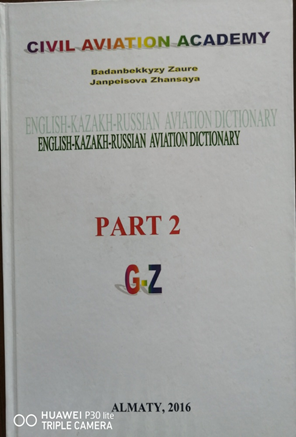 CIVIL AVIATION ACADEMY
Badanbekkyzy Zaure
Janpeisova Zhansaya
ENGLISH-KAZAKH-RUSSIAN AVIATION DICTIONARY
ENGLISH-KAZAKH-RUSSIAN AVIATION DICTIONARY
PART 2
G-Z
ALMATY, 2016
HUAWEI P30 lite
TRIPLE CAMERA